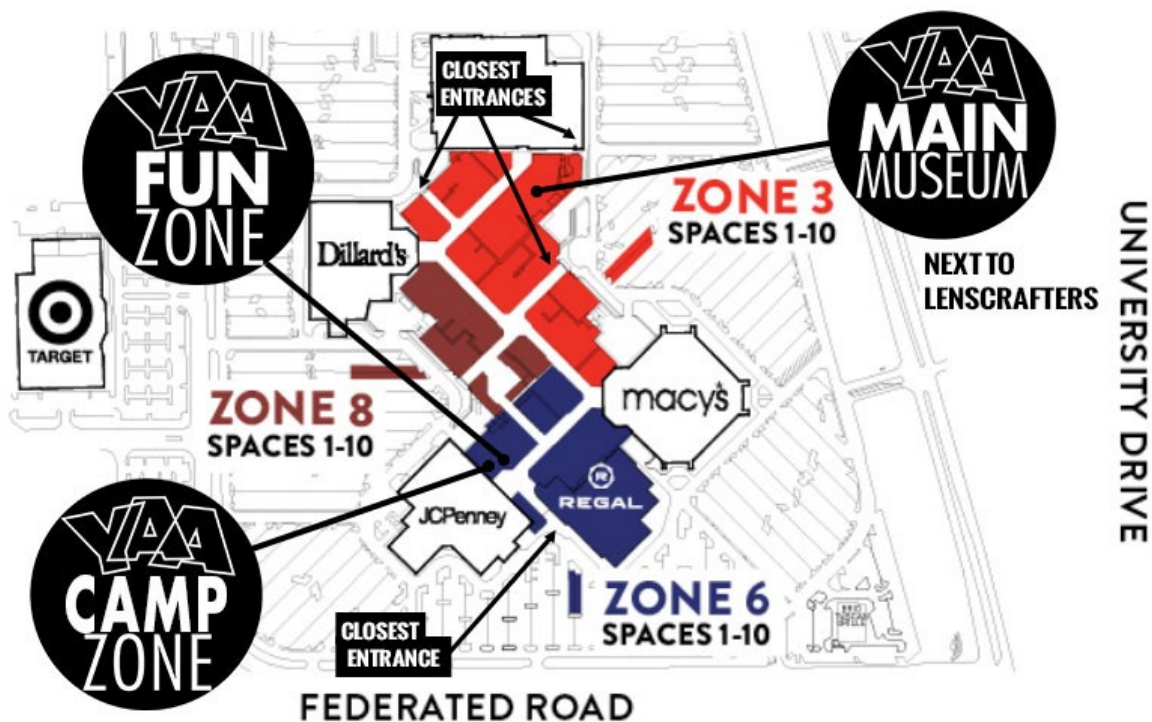 YAA
FUN
ZONE
CLOSEST
ENTRANCES
YAA
MAIN
MUSEUM
NEXT TO
LENSCRAFTERS
ZONE 3
SPACES 1-10
Dillard's
TARGET
ZONE 8
SPACES 1-10
macy's
R
REGAL
JCPenney
YAA
CAMP
ZONE
CLOSEST
ENTRANCE
ZONE 6
SPACES 1-10
FEDERATED ROAD
UNIVERSITY DRIVE